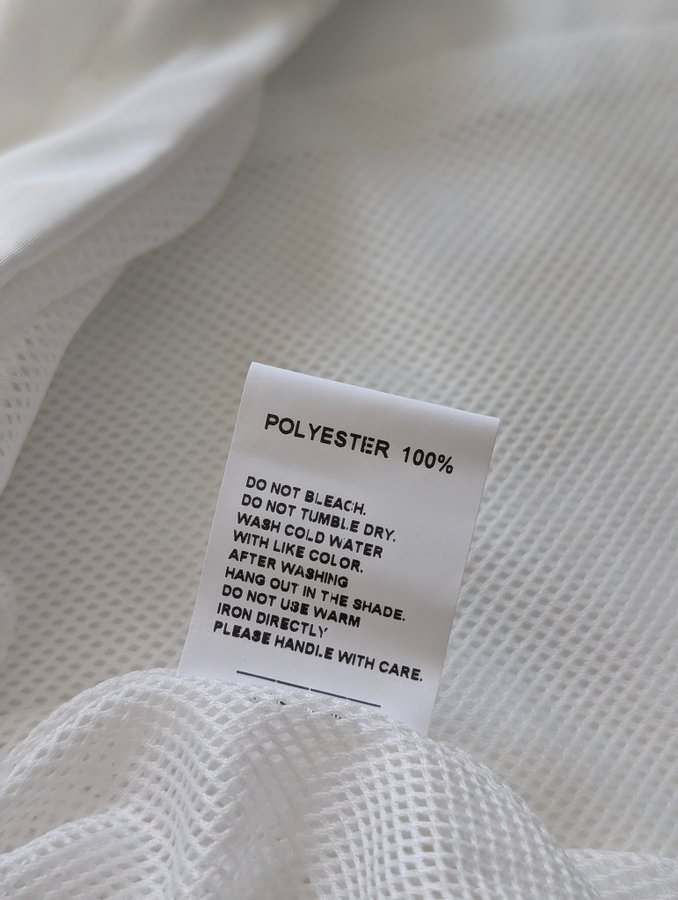 POLYESTER 100%
DO NOT BLEACH.
DO NOT TUMBLE DRY.
WASH COLD WATER
WITH LIKE COLOR.
AFTER WASHING
HANG OUT IN THE SHADE.
DO NOT USE WARM
IRON DIRECTLY
PLEASE HANDLE WITH CARE.